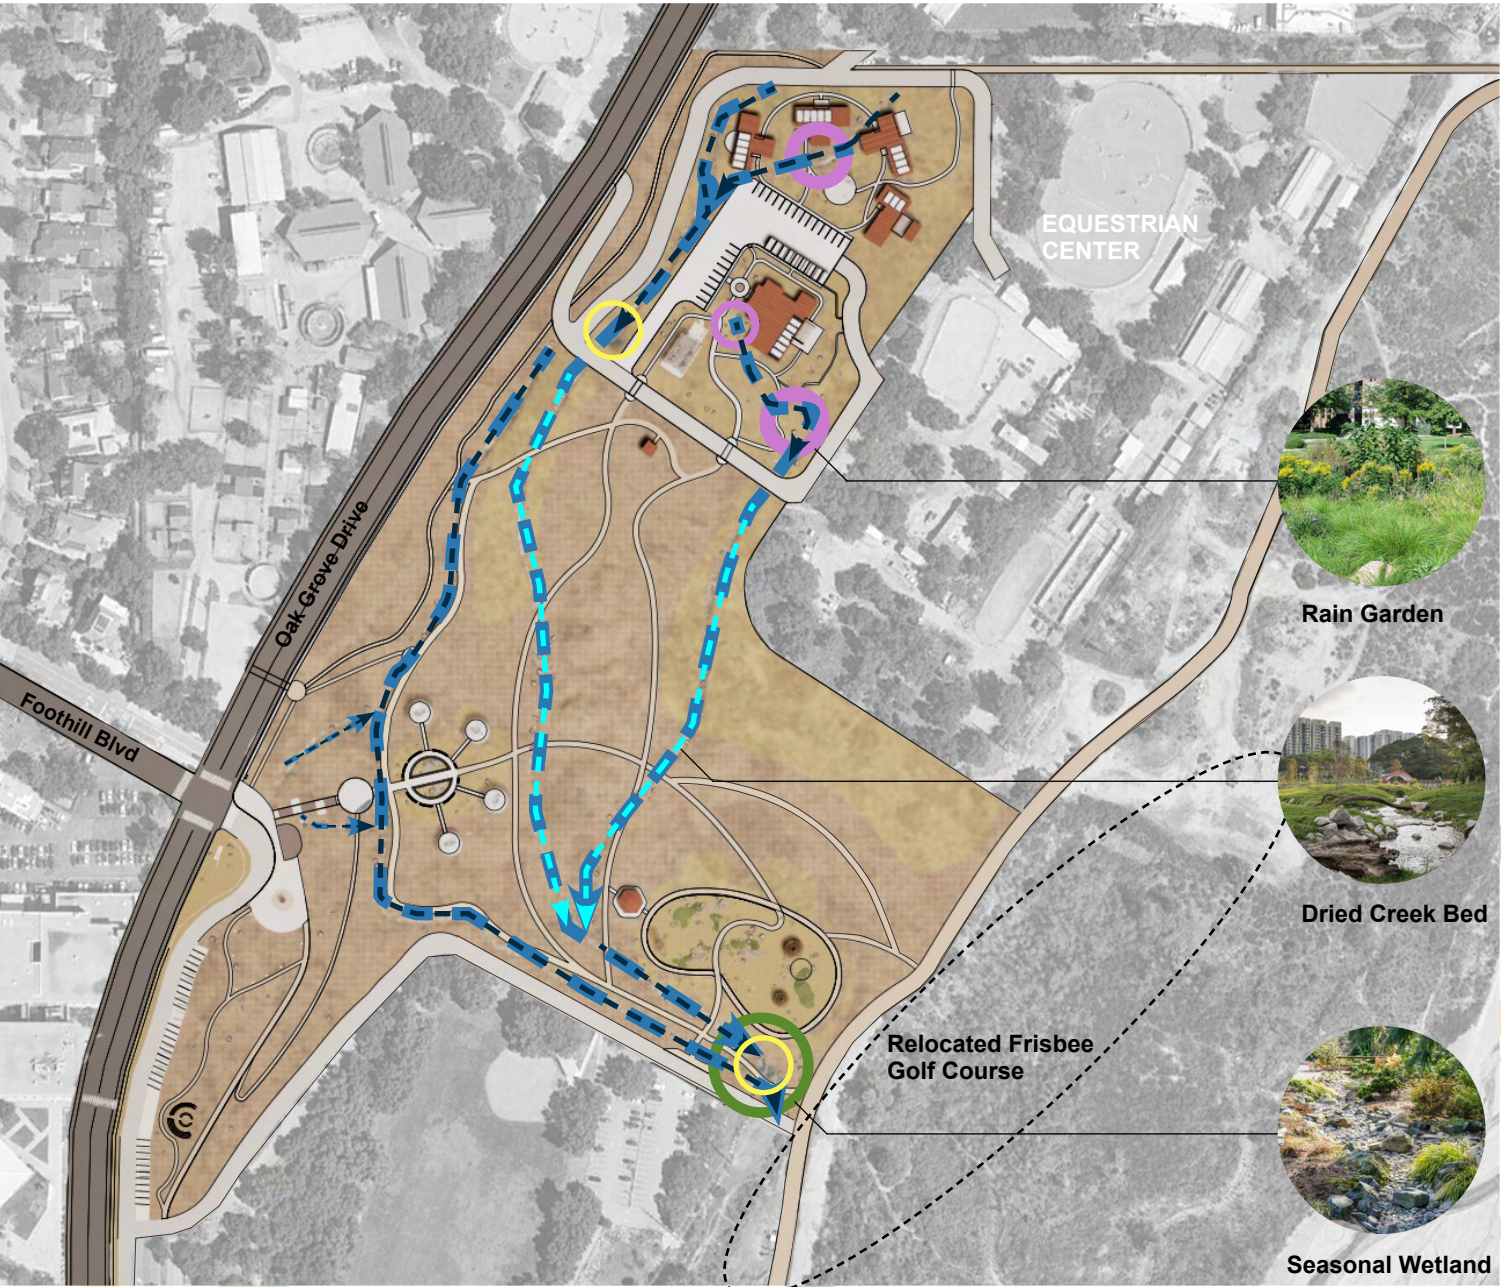 EQUESTRIAN
CENTER
Oak Grove Drive
Rain Garden
Foothill Blvd
Dried Creek Bed
Relocated Frisbee
Golf Course
Seasonal Wetland